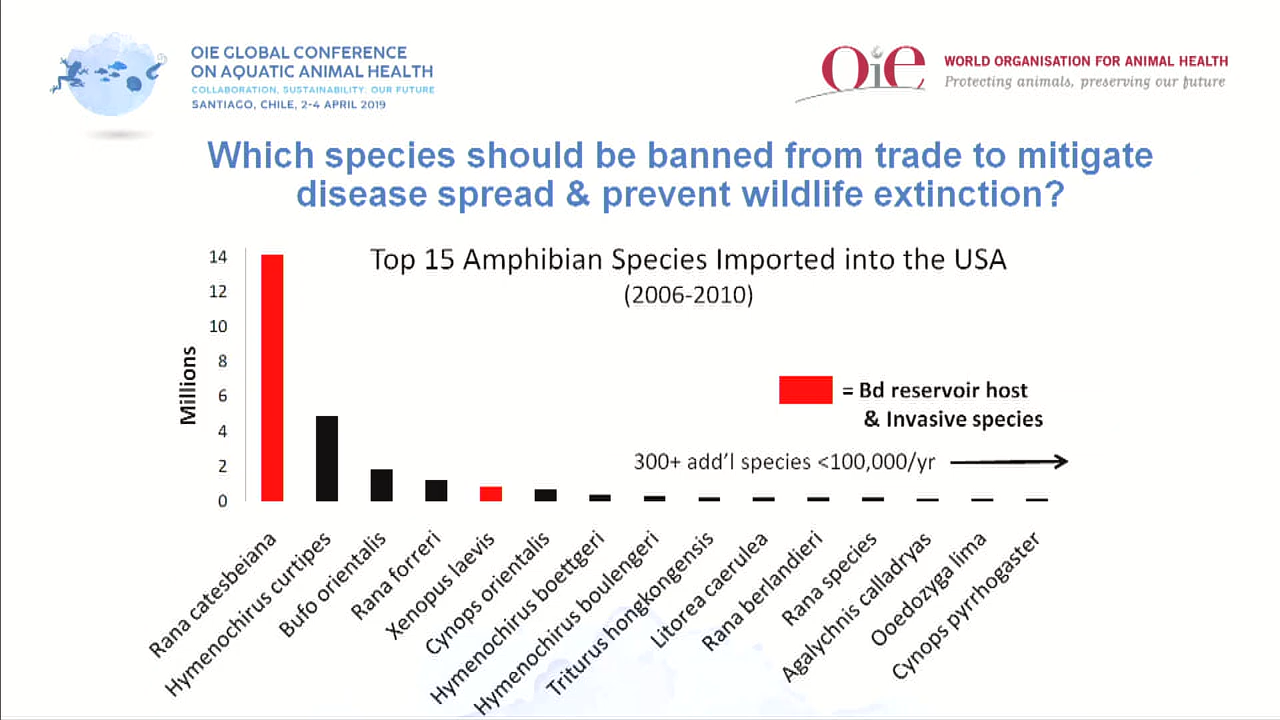 OIE GLOBAL CONFERENCE
ON AQUATIC ANIMAL HEALTH
COLLABORATION, SUSTAINABILITY: OUR FUTURE
SANTIAGO, CHILE, 2-4 APRIL 2019
Oie
WORLD ORGANISATION FOR ANIMAL HEALTH
Protecting animals, preserving our future
Which species should be banned from trade to mitigate
disease spread & prevent wildlife extinction?
Top 15 Amphibian Species Imported into the USA
(2006-2010)
Millions
14
12
10
8
6
4
2
0
= Bd reservoir host
& Invasive species
300+ add'l species <100,000/yr
Rana catesbeiana
Hymenochirus curtipes
Bufo orientalis
Rana forreri
Xenopus laevis
Cynops orientalis
Hymenochirus boettgeri
Hymenochirus boulengeri
Triturus hongkongensis
Litorea caerulea
Rana berlandieri
Rana species
Agalychnis calladryas
Ooedozyga lima
Cynops pyrrhogaster